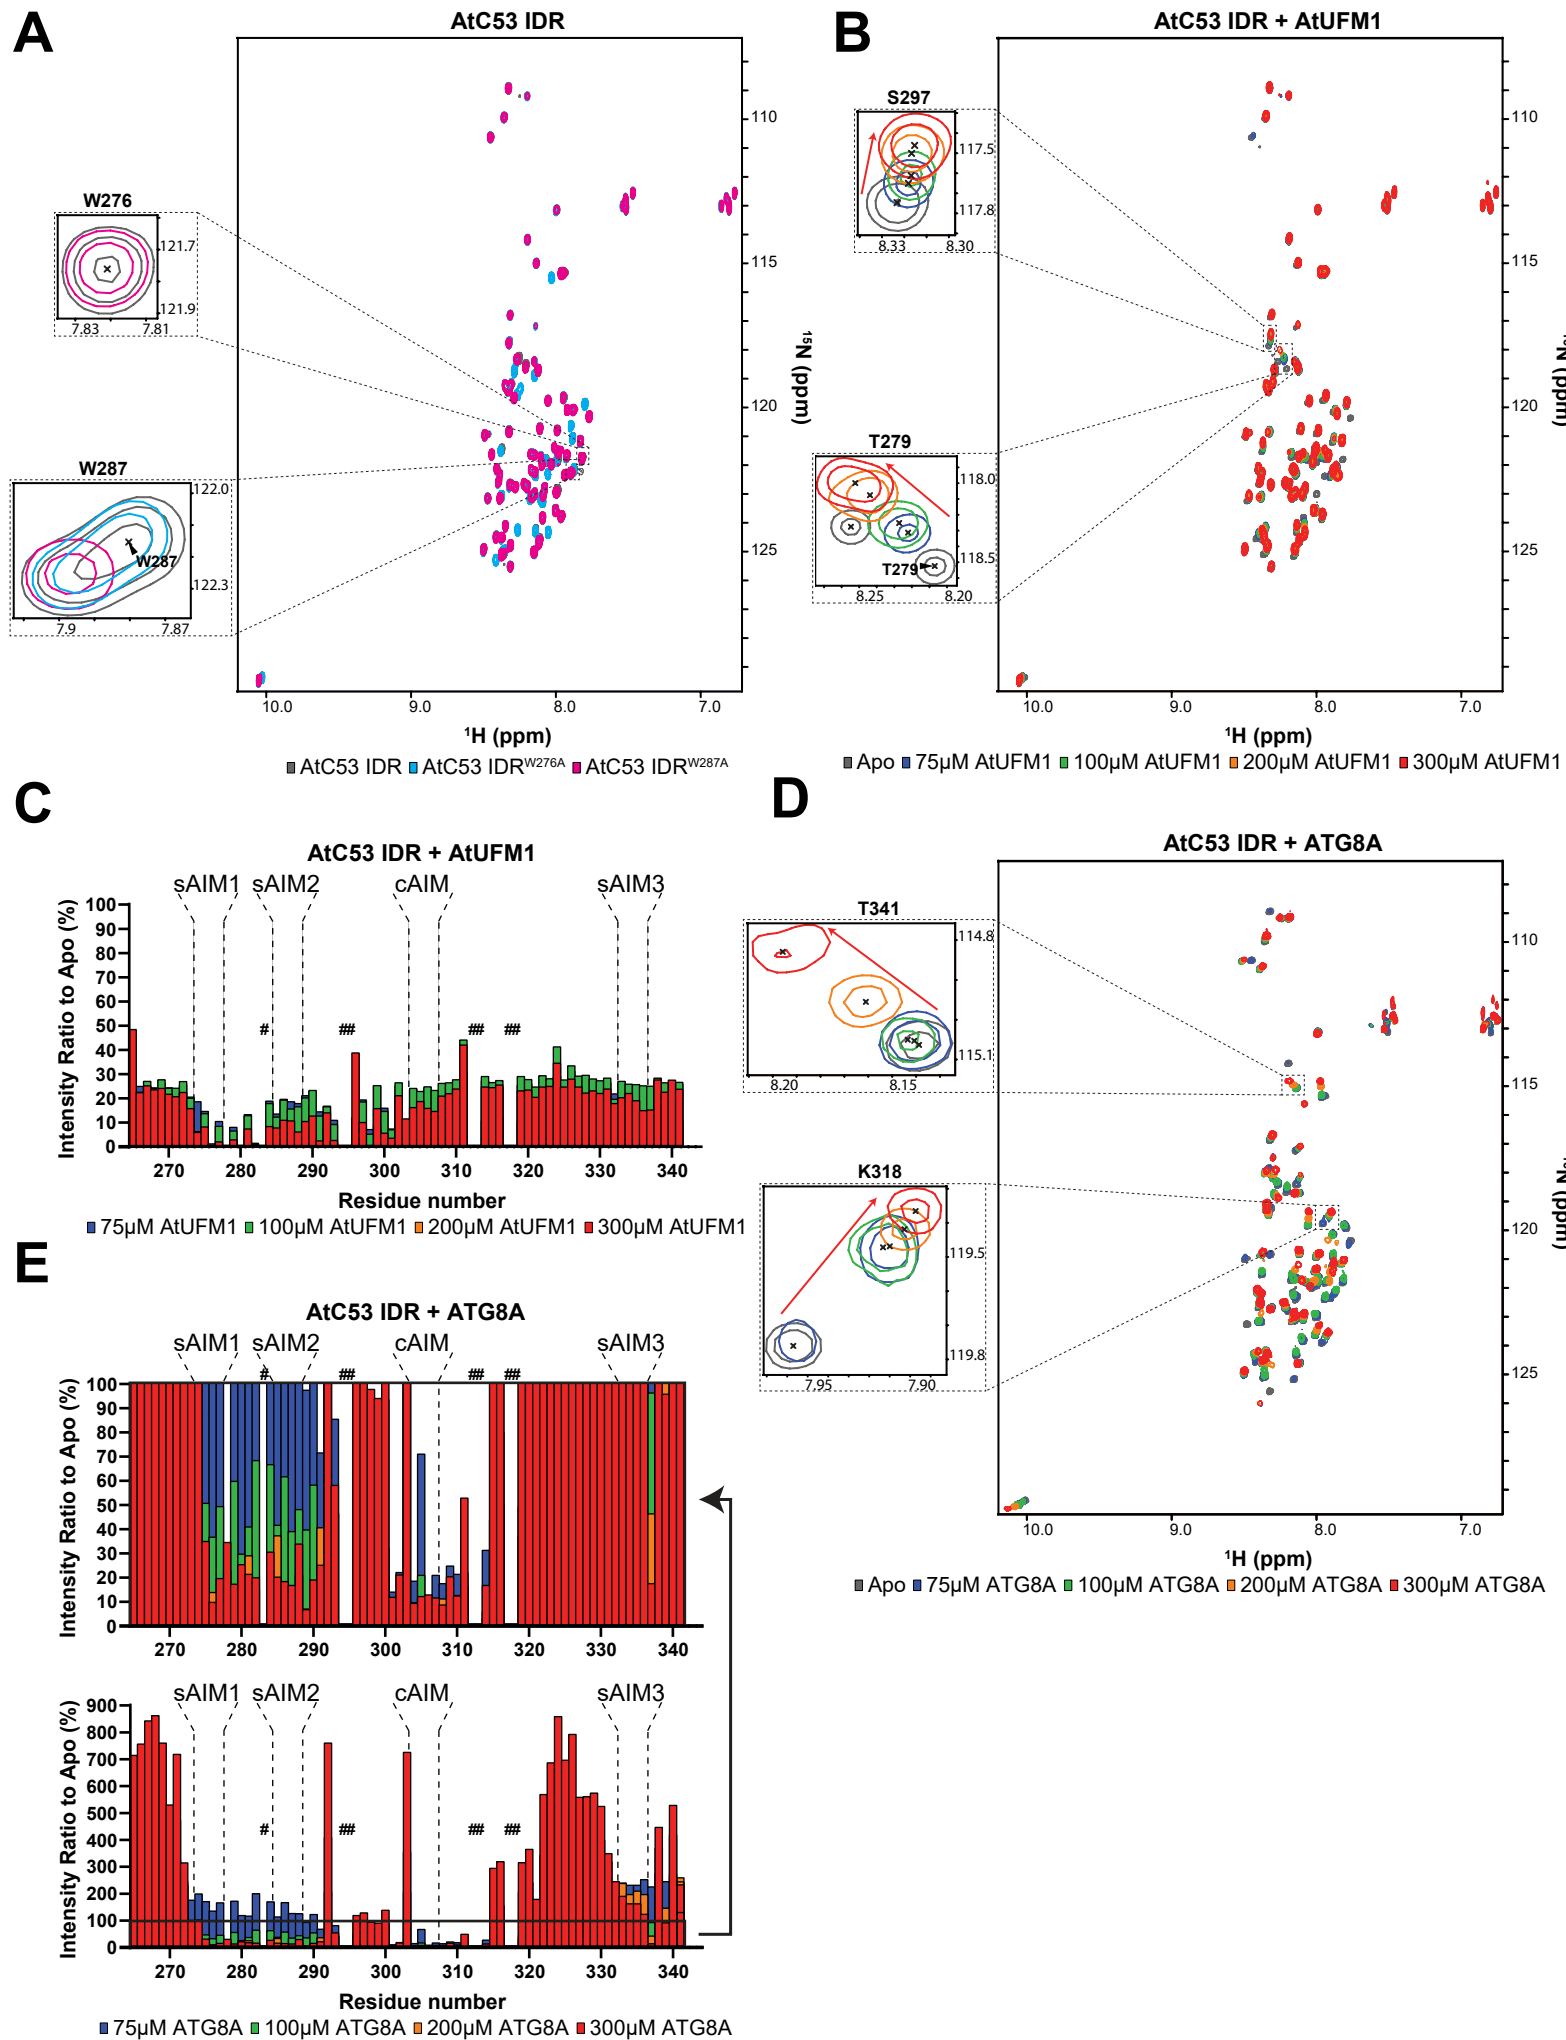 A
AtC53 IDR
W276
121.7
121.9
7.83 7.81
W287
122.0
W287
122.3
7.9 7.87
110
115
120
125
15N (ppm)
10.0 9.0 8.0 7.0
1H (ppm)
AtC53 IDR AtC53 IDRW276A AtC53 IDRW287A
B
AtC53 IDR + AtUFM1
S297
117.5
117.8
8.33 8.30
T279
118.0
118.5
T279
8.25 8.20
110
115
120
125
N (ppm)
10.0 9.0 8.0 7.0
1H (ppm)
Apo 75µM AtUFM1 100µM AtUFM1 200µM AtUFM1 300µM AtUFM1
C
AtC53 IDR + AtUFM1
sAIM1 sAIM2 cAIM sAIM3
Intensity Ratio to Apo (%)
100
90
80
70
60
50
40
30
20
10
0
# ## ## ##
270 280 290 300 310 320 330 340
Residue number
75µM AtUFM1 100µM AtUFM1 200µM AtUFM1 300µM AtUFM1
D
AtC53 IDR + ATG8A
T341
114.8
115.1
8.20 8.15
K318
119.5
119.8
7.95 7.90
110
115
120
125
N (ppm)
10.0 9.0 8.0 7.0
1H (ppm)
Apo 75µM ATG8A 100µM ATG8A 200µM ATG8A 300µM ATG8A
E
AtC53 IDR + ATG8A
sAIM1 sAIM2 cAIM sAIM3
# ## ## ##
Intensity Ratio to Apo (%)
100
90
80
70
60
50
40
30
20
10
0
270 280 290 300 310 320 330 340
sAIM1 sAIM2 cAIM sAIM3
Intensity Ratio to Apo (%)
900
800
700
600
500
400
300
200
100
0
# ## ## ##
270 280 290 300 310 320 330 340
Residue number
75µM ATG8A 100µM ATG8A 200µM ATG8A 300µM ATG8A